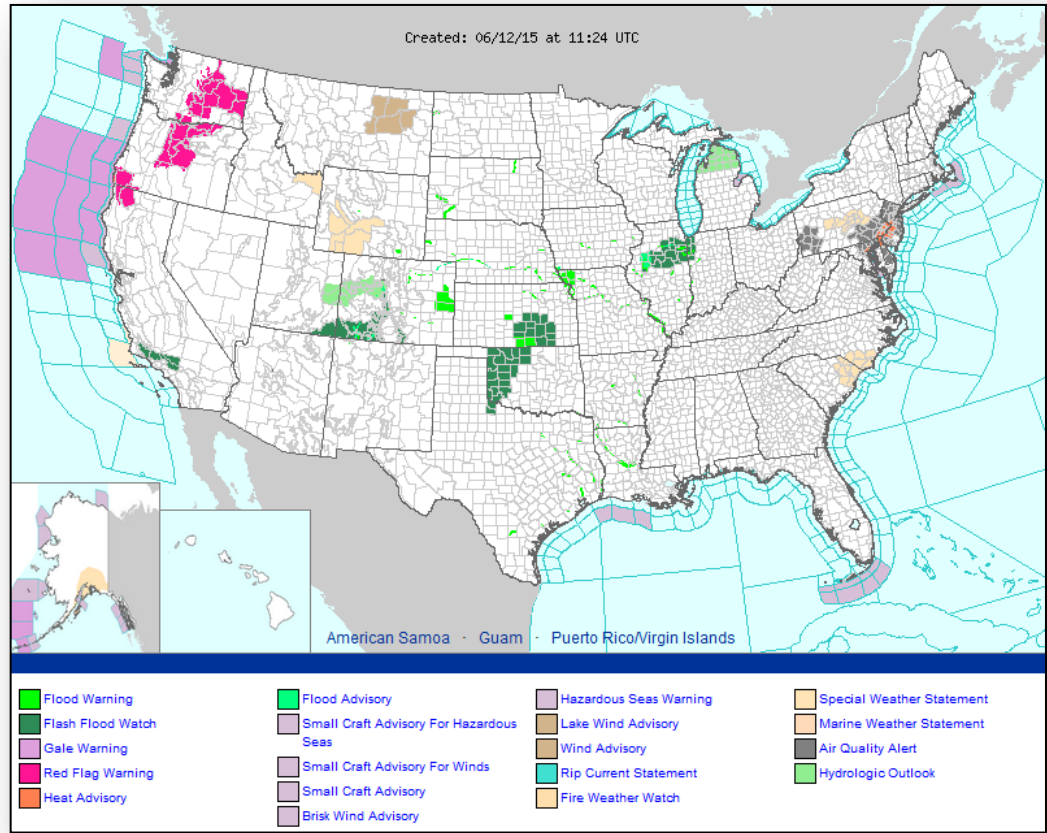 Created: 06/12/15 at 11:24 UTC
American Samoa · Guam · Puerto Rico/Virgin Islands
Flood Warning
Flash Flood Watch
Gale Warning
Red Flag Warning
Heat Advisory
Flood Advisory
Small Craft Advisory For Hazardous
Seas
Small Craft Advisory For Winds
Small Craft Advisory
Brisk Wind Advisory
Hazardous Seas Warning
Lake Wind Advisory
Wind Advisory
Rip Current Statement
Fire Weather Watch
Special Weather Statement
Marine Weather Statement
Air Quality Alert
Hydrologic Outlook